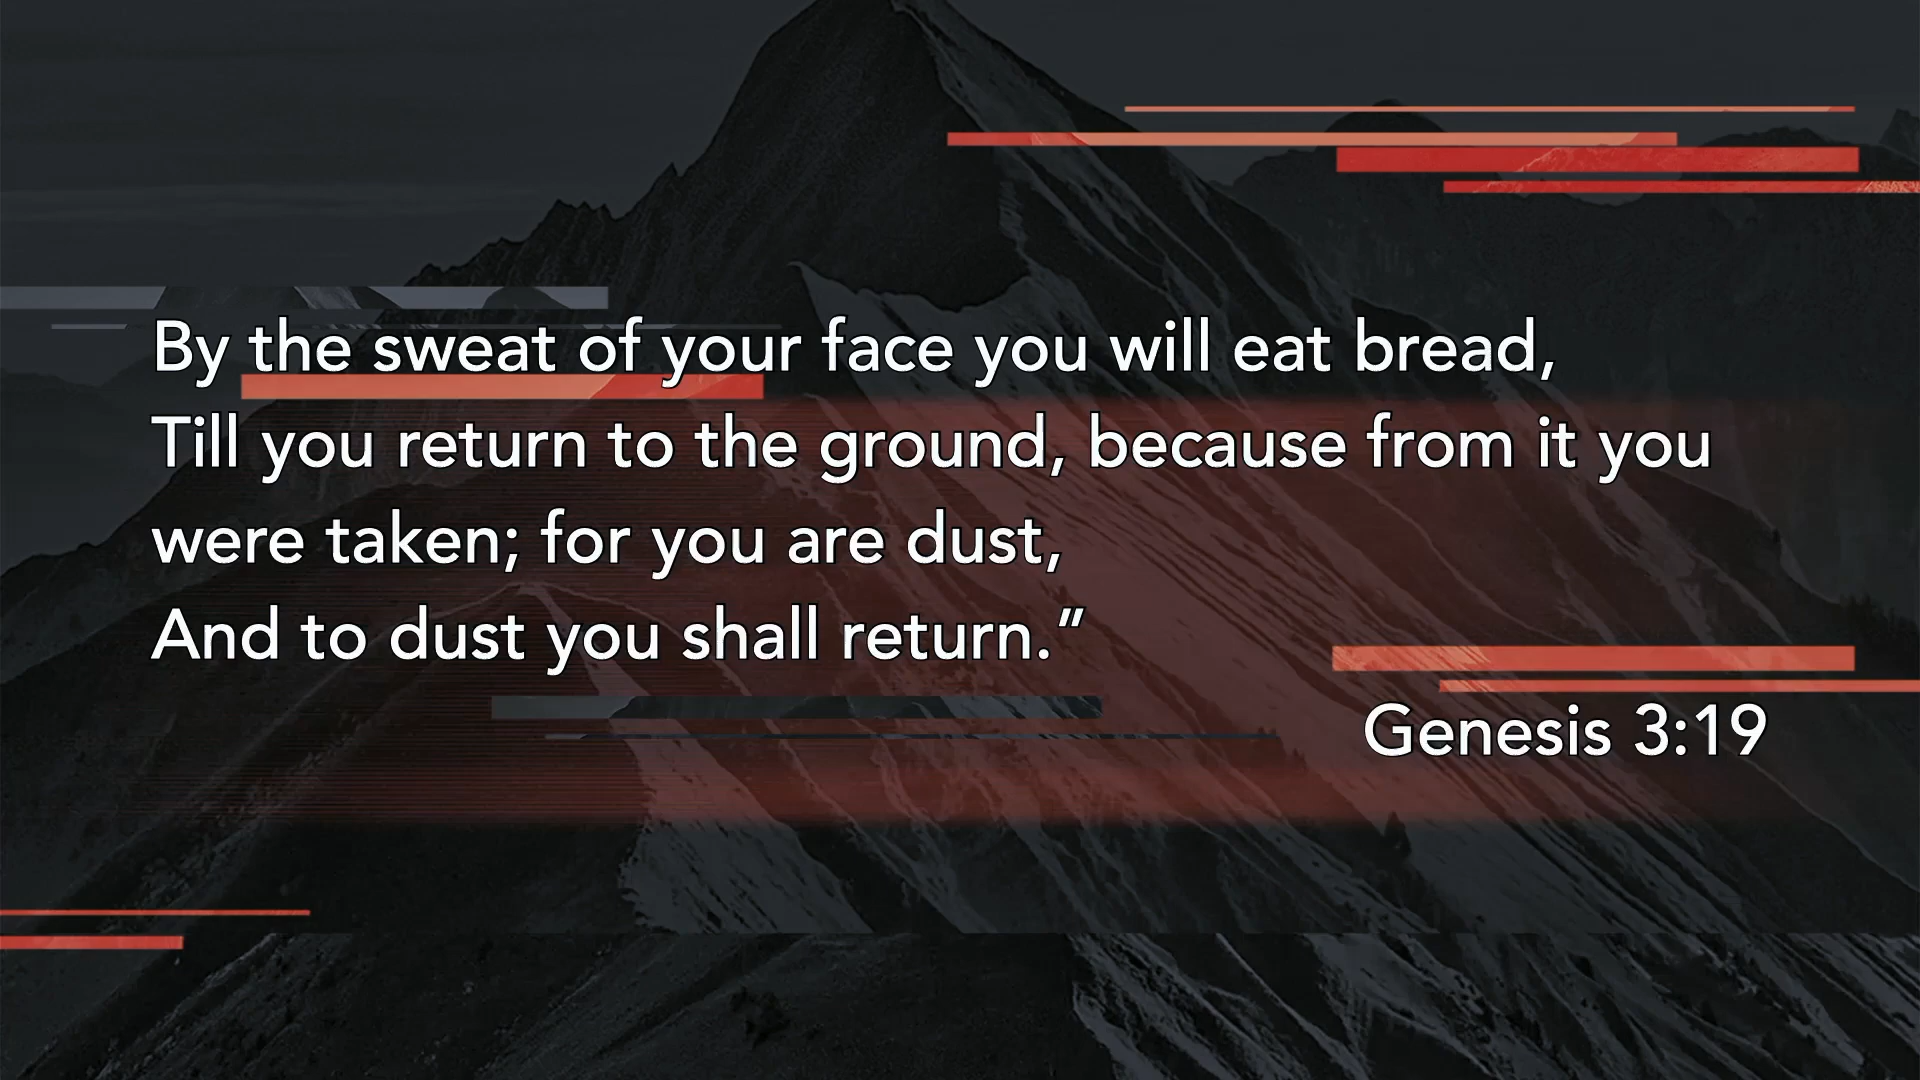 By the sweat of your face you will eat bread,
Till you return to the ground, because from it you
were taken; for you are dust,
And to dust you shall return.”
Genesis 3:19